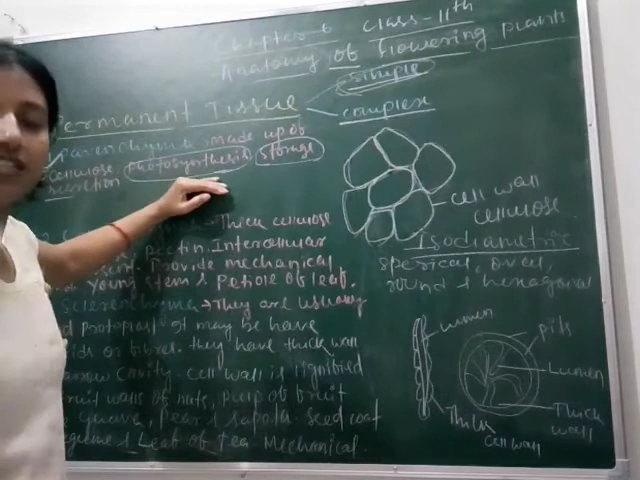 Chapter-6 Class-11th
Anatomy of flowering plants
Permanent Tissue
simple
complex
Parenchyma made up of
cellulose photosynthesis storage
secretion
cell wall
cellulose
Thick cellulose
pectin. Intercellular
Provide mechanical
young stem & petiole of leaf.
Sclerenchyma → They are usually
protoplast It may be have
or fibres. they have thick wall
cavity. cell wall is lignified
walls of nuts, pulp of fruit
guava, pear & sapota. seed coat
legume & Leaf of tea Mechanical.
Isodiametric
sperical, oval,
round & hexagonal
lumen
Thick
cell wall
pits
Lumen
Thick
wall